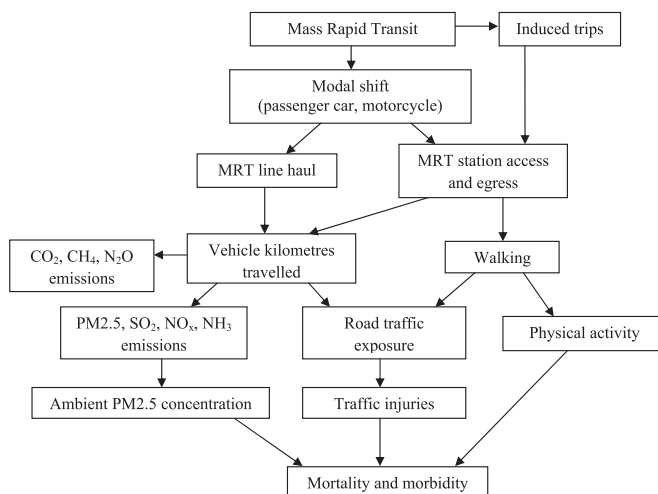 Mass Rapid Transit
Induced trips
Modal shift
(passenger car, motorcycle)
MRT line haul
MRT station access
and egress
CO₂, CH₄, N₂O
emissions
Vehicle kilometres
travelled
Walking
PM2.5, SO₂, NOₓ, NH₃
emissions
Road traffic
exposure
Physical activity
Ambient PM2.5 concentration
Traffic injuries
Mortality and morbidity